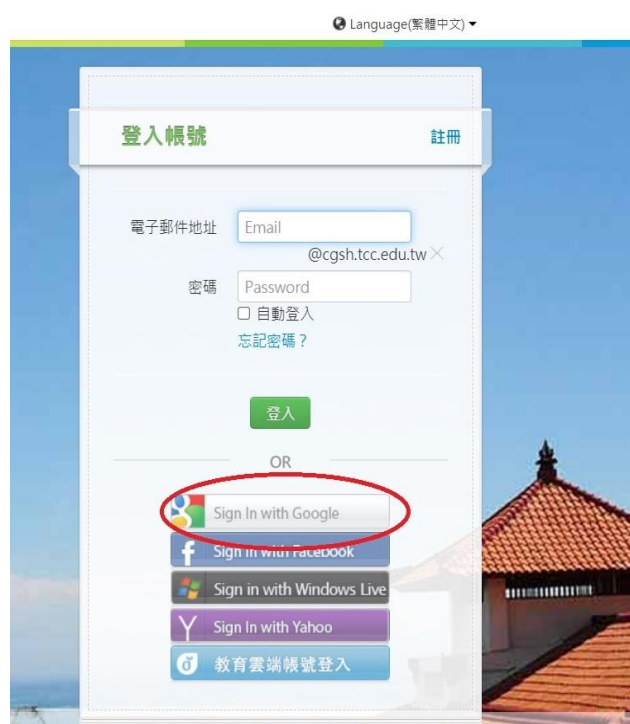 Language(繁體中文)
登入帳號
註冊
電子郵件地址 Email
@cgsh.tcc.edu.tw
密碼 Password
自動登入
忘記密碼？
登入
OR
Sign In with Google
Sign In with Facebook
Sign in with Windows Live
Sign In with Yahoo
教育雲端帳號登入